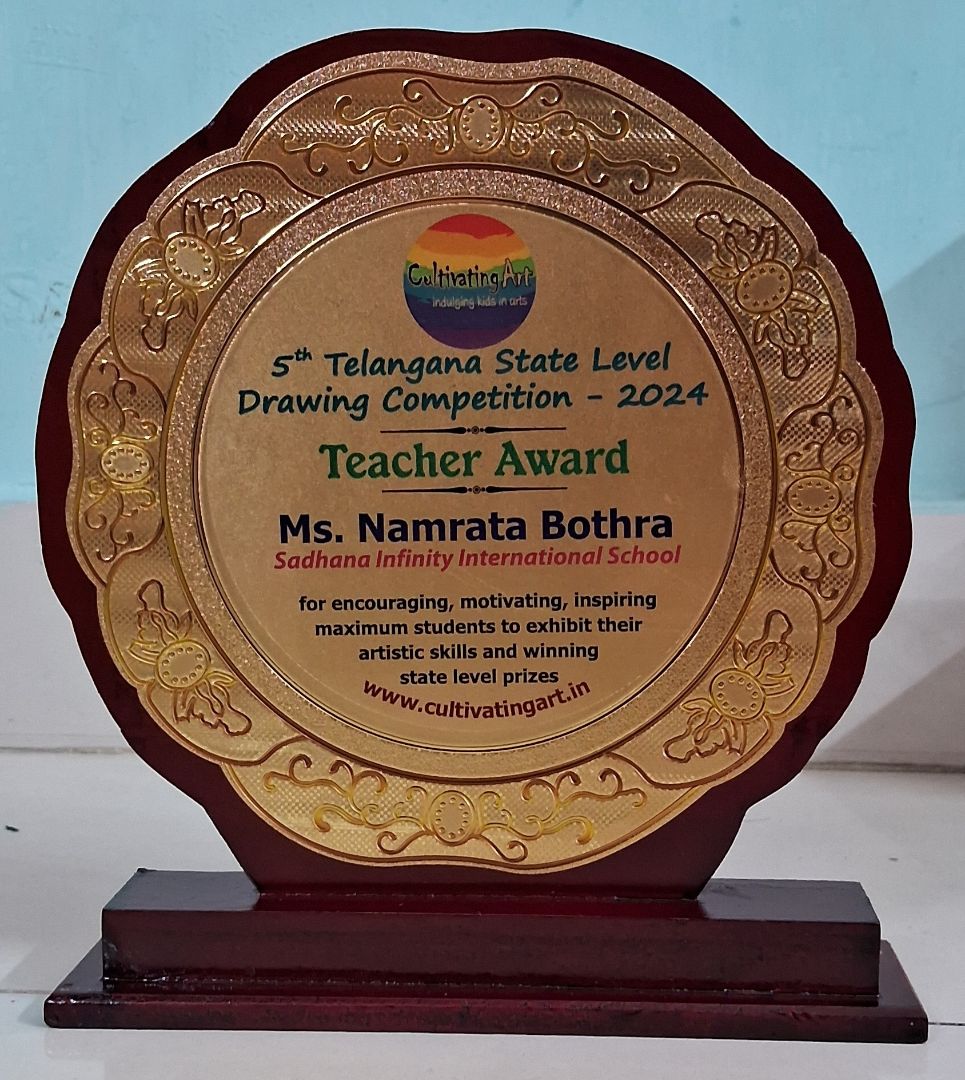 Cultivating Art
indulging kids in arts
5th Telangana State Level
Drawing Competition - 2024
Teacher Award
Ms. Namrata Bothra
Sadhana Infinity International School
for encouraging, motivating, inspiring
maximum students to exhibit their
artistic skills and winning
state level prizes
www.cultivatingart.in